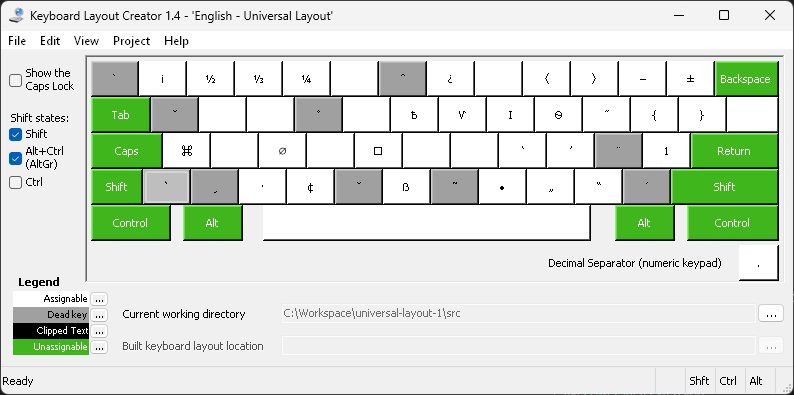 Keyboard Layout Creator 1.4 - 'English - Universal Layout'
File Edit View Project Help
Show the
Caps Lock
Shift states:
Shift
Alt+Ctrl
(AltGr)
Ctrl
¡ ½ ⅓ ¼ ¿ ⟨ ⟩ − ± Backspace
Tab { }
Caps ⌘ ∅ □ Return
Shift ¢ ß • „ “ Shift
Control Alt Alt Control
Decimal Separator (numeric keypad) .
Legend
Assignable ...
Dead key ...
Clipped Text ...
Unassignable ...
Current working directory C:\Workspace\universal-layout-1\src ...
Built keyboard layout location ...
Ready Shft Ctrl Alt